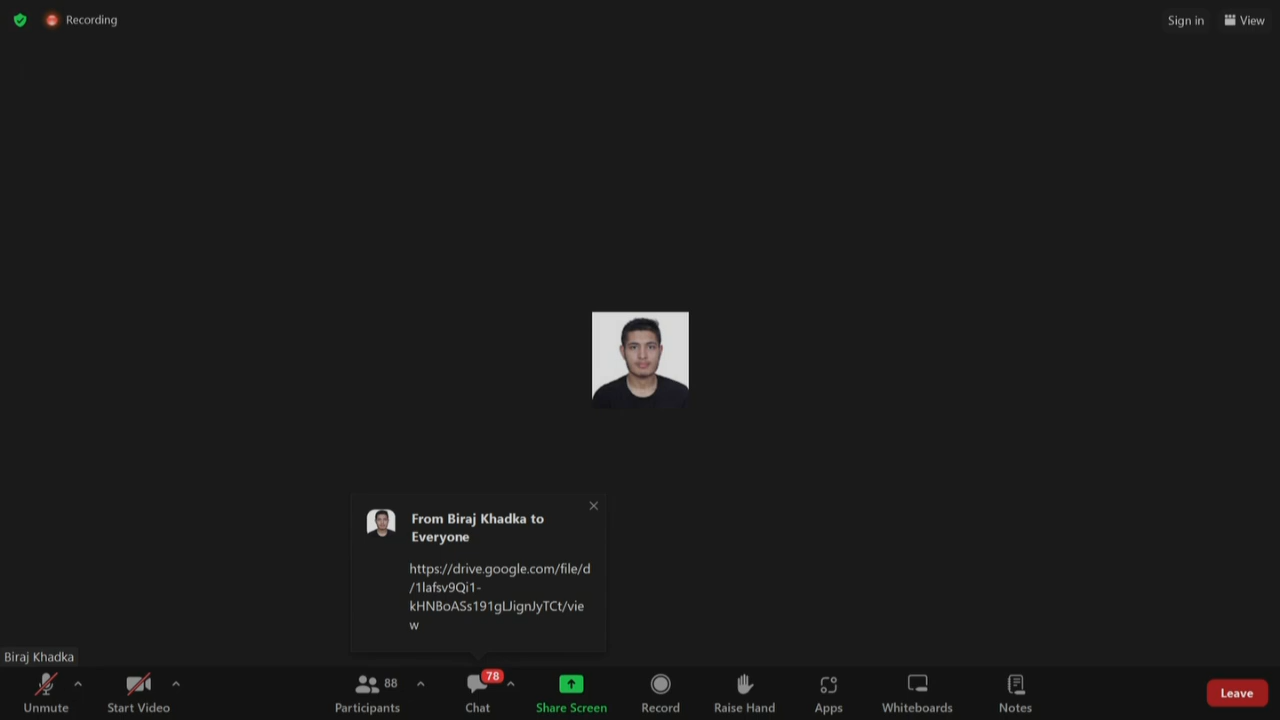 Recording
Sign in
View
From Biraj Khadka to
Everyone
https://drive.google.com/file/d
/1lafsv9Qi1-
kHNBoASs191gLJignJyTCt/vie
w
Biraj Khadka
Unmute
Start Video
88
Participants
78
Chat
Share Screen
Record
Raise Hand
Apps
Whiteboards
Notes
Leave